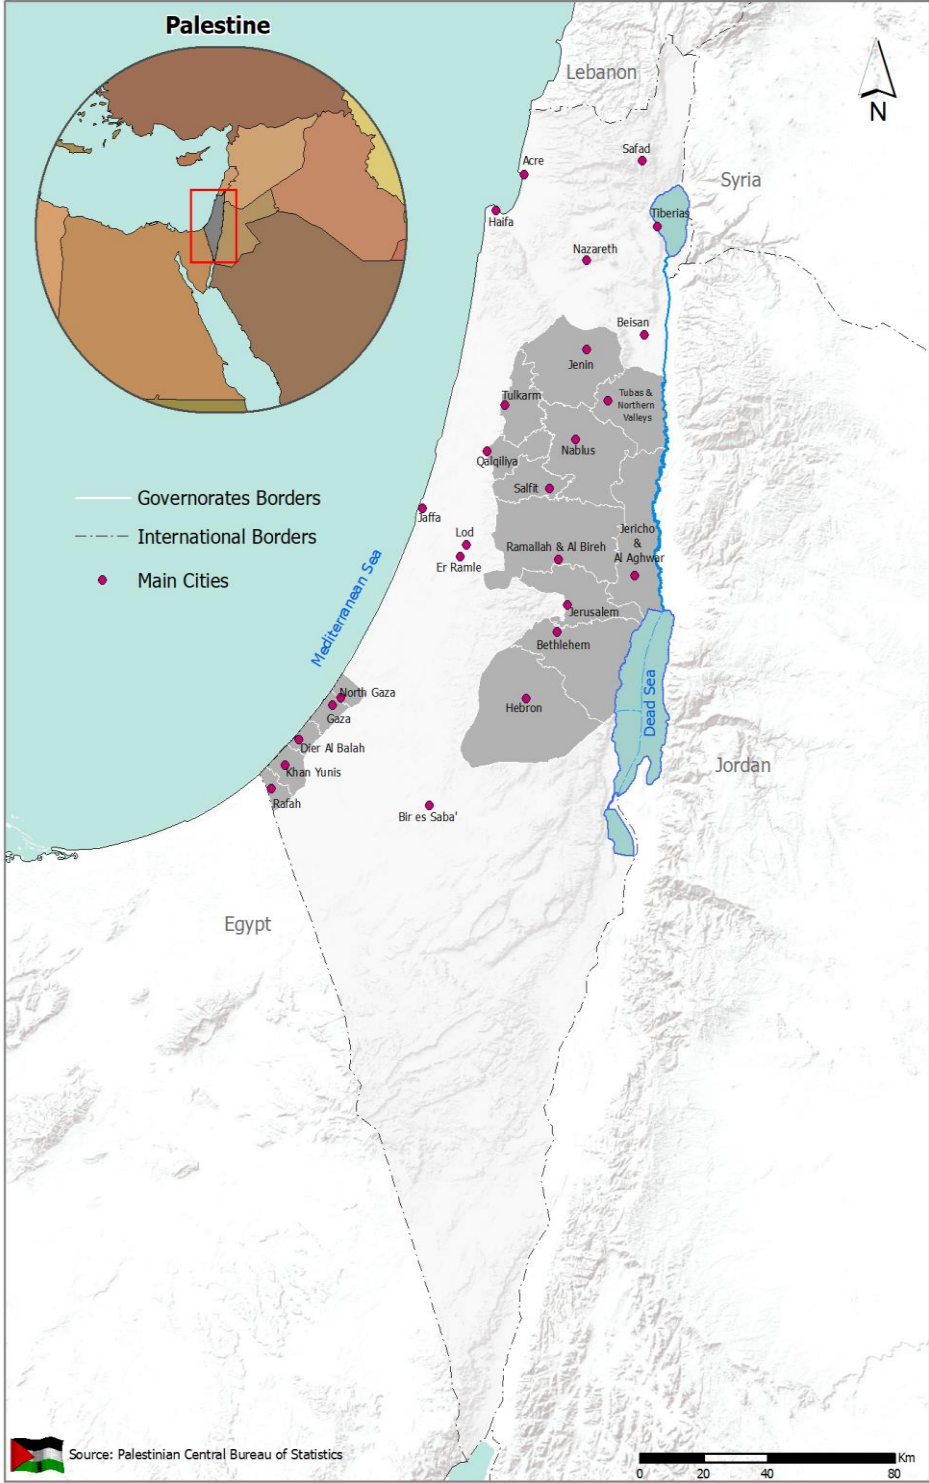 Palestine
N
Lebanon
Syria
Acre
Safad
Haifa
Tiberias
Nazareth
Beisan
Jenin
Tulkarm
Tubas &
Northern
Valleys
Nablus
Qalqiliya
Salfit
Governorates Borders
International Borders
Main Cities
Jaffa
Lod
Er Ramle
Ramallah & Al Bireh
Jericho
&
Al Aghwar
Mediterranean Sea
Jerusalem
Bethlehem
Hebron
Dead Sea
North Gaza
Gaza
Dier Al Balah
Khan Yunis
Rafah
Bir es Saba'
Jordan
Egypt
Source: Palestinian Central Bureau of Statistics
Km
0 20 40 80